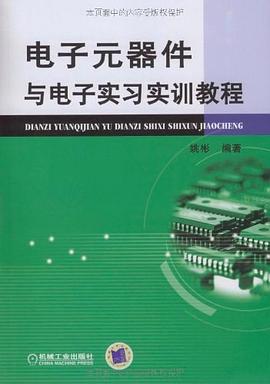 本页面中的内容受版权保护
电子元器件
与电子实习实训教程
DIANZI YUANQIJIAN YU DIANZI SHIXI SHIXUN JIAOCHENG
姚彬 编著
机械工业出版社
CHINA MACHINE PRESS